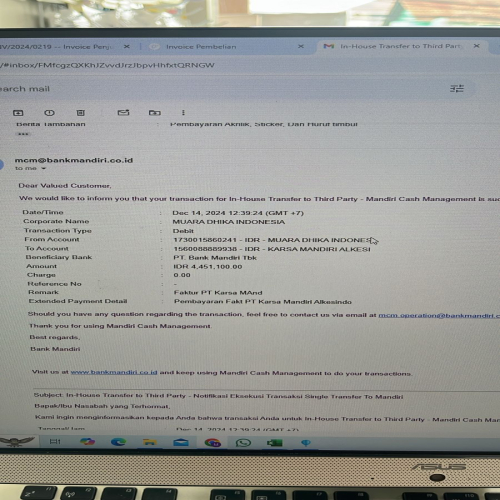 IV/2024/0219 -- Invoice Penj
Invoice Pembelian
In-House Transfer to Third Part
/#inbox/FMfcgzQXKhJZvvdJrzJbpvHhfxtQRNGW
earch mail
Berita Tambahan : Pembayaran Akrilik, Sticker, Dan Huruf timbul
mcm@bankmandiri.co.id
to me
Dear Valued Customer,
We would like to inform you that your transaction for In-House Transfer to Third Party - Mandiri Cash Management is suc
Date/Time : Dec 14, 2024 12:39:24 (GMT +7)
Corporate Name : MUARA DHIKA INDONESIA
Transaction Type : Debit
From Account : 1730015860241 - IDR - MUARA DHIKA INDONES
To Account : 1560088889938 - IDR - KARSA MANDIRI ALKESI
Beneficiary Bank : PT. Bank Mandiri Tbk
Amount : IDR 4,451,100.00
Charge : 0.00
Reference No : -
Remark : Faktur PT Karsa MAnd
Extended Payment Detail : Pembayaran Fakt PT Karsa Mandiri Alkesindo
Should you have any question regarding the transaction, feel free to contact us via email at mcm.operation@bankmandiri.c
Thank you for using Mandiri Cash Management
Best regards,
Bank Mandiri
Visit us at www.bankmandiri.co.id and keep using Mandiri Cash Management to do your transactions.
Subject: In-House Transfer to Third Party - Notifikasi Eksekusi Transaksi Single Transfer To Mandiri
Bapak/Ibu Nasabah yang Terhormat,
Kami ingin menginformasikan kepada Anda bahwa transaksi Anda untuk In-House Transfer to Third Party - Mandiri Cash Man
Tanggal/Jam : Dec 14, 2024 12:39:24 (GMT +7)
ASUS